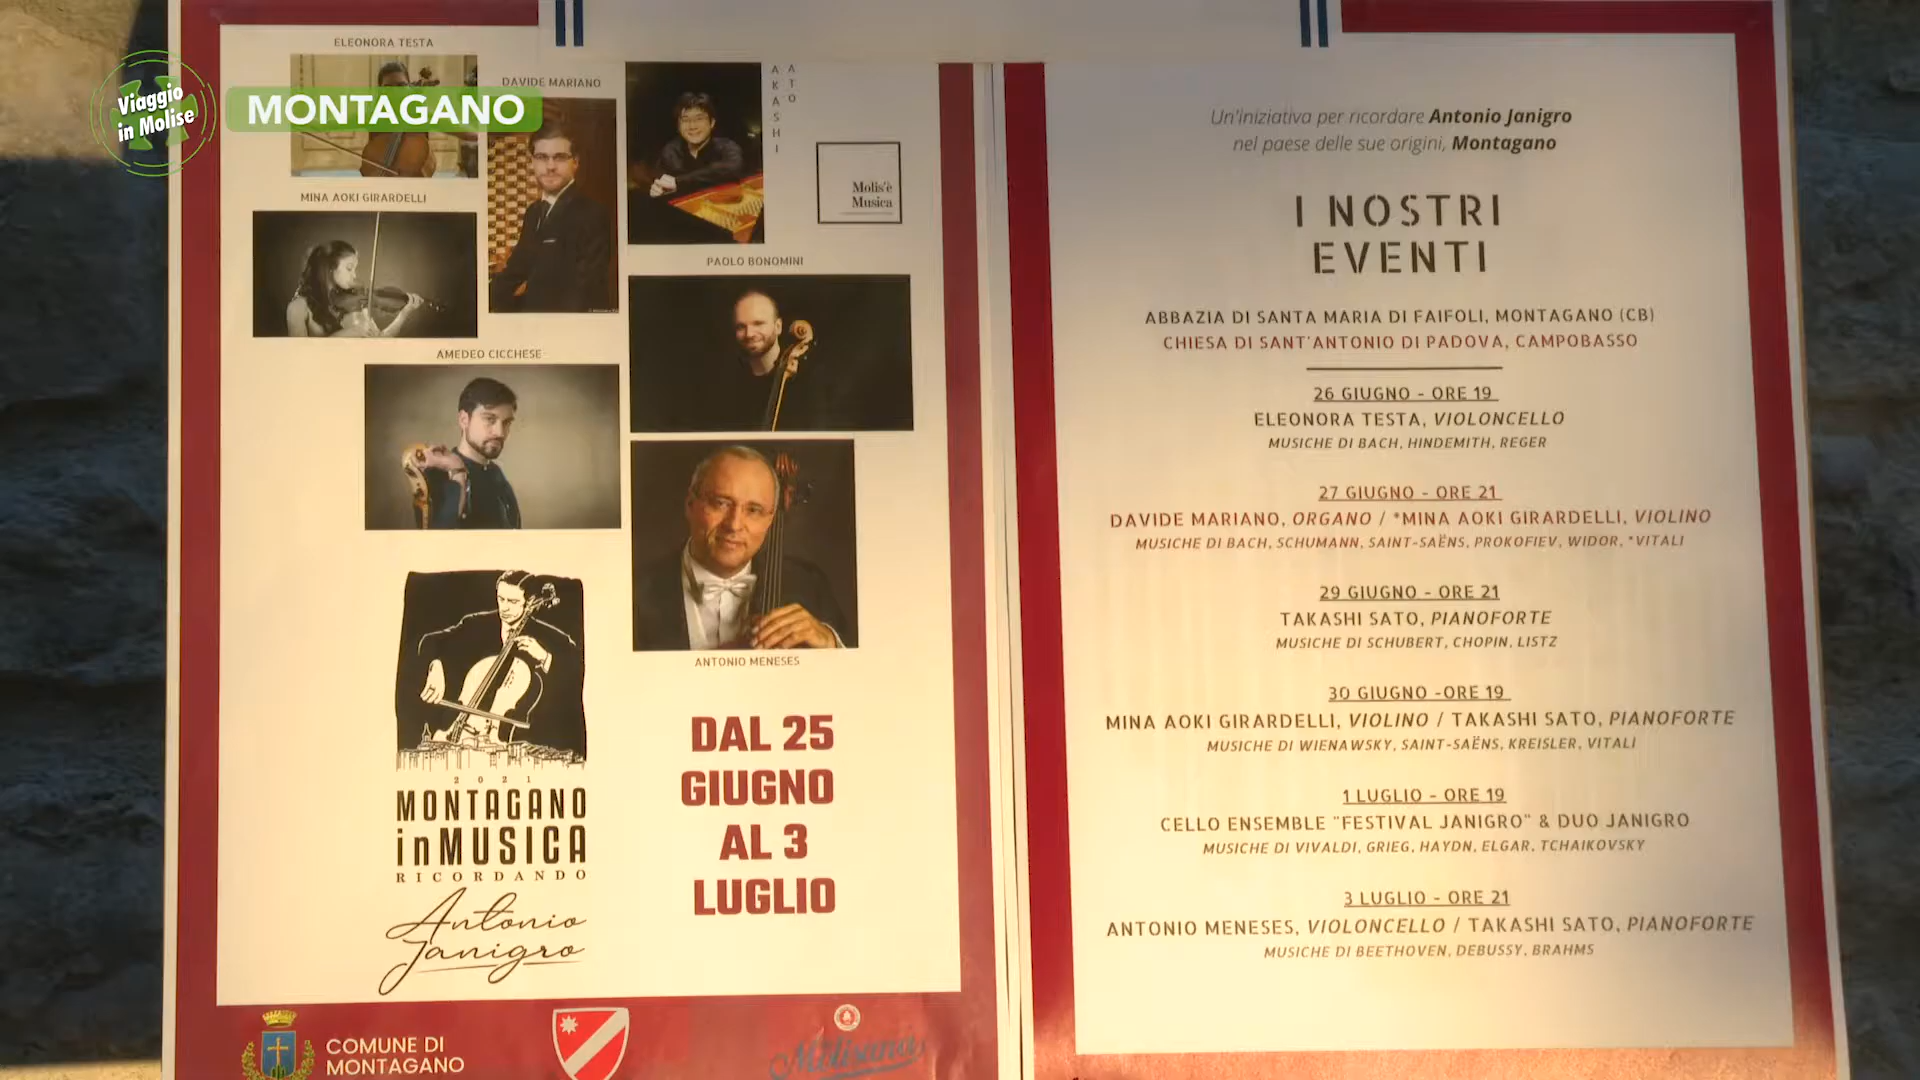 Viaggio
in Molise
MONTAGANO
ELEONORA TESTA
DAVIDE MARIANO
AKASHI
ATO
MINA AOKI GIRARDELLI
Molis'è
Musica
PAOLO BONOMINI
AMEDEO CICCHESE
ANTONIO MENESES
2021
MONTAGANO
inMUSICA
RICORDANDO
Antonio
Janigro
DAL 25
GIUGNO
AL 3
LUGLIO
COMUNE DI
MONTAGANO
Molisana
Un'iniziativa per ricordare Antonio Janigro
nel paese delle sue origini, Montagano
I NOSTRI
EVENTI
ABBAZIA DI SANTA MARIA DI FAIFOLI, MONTAGANO (CB)
CHIESA DI SANT'ANTONIO DI PADOVA, CAMPOBASSO
26 GIUGNO - ORE 19
ELEONORA TESTA, VIOLONCELLO
MUSICHE DI BACH, HINDEMITH, REGER
27 GIUGNO - ORE 21
DAVIDE MARIANO, ORGANO / *MINA AOKI GIRARDELLI, VIOLINO
MUSICHE DI BACH, SCHUMANN, SAINT-SAËNS, PROKOFIEV, WIDOR, *VITALI
29 GIUGNO - ORE 21
TAKASHI SATO, PIANOFORTE
MUSICHE DI SCHUBERT, CHOPIN, LISTZ
30 GIUGNO -ORE 19
MINA AOKI GIRARDELLI, VIOLINO / TAKASHI SATO, PIANOFORTE
MUSICHE DI WIENAWSKY, SAINT-SAËNS, KREISLER, VITALI
1 LUGLIO - ORE 19
CELLO ENSEMBLE "FESTIVAL JANIGRO" & DUO JANIGRO
MUSICHE DI VIVALDI, GRIEG, HAYDN, ELGAR, TCHAIKOVSKY
3 LUGLIO - ORE 21
ANTONIO MENESES, VIOLONCELLO / TAKASHI SATO, PIANOFORTE
MUSICHE DI BEETHOVEN, DEBUSSY, BRAHMS